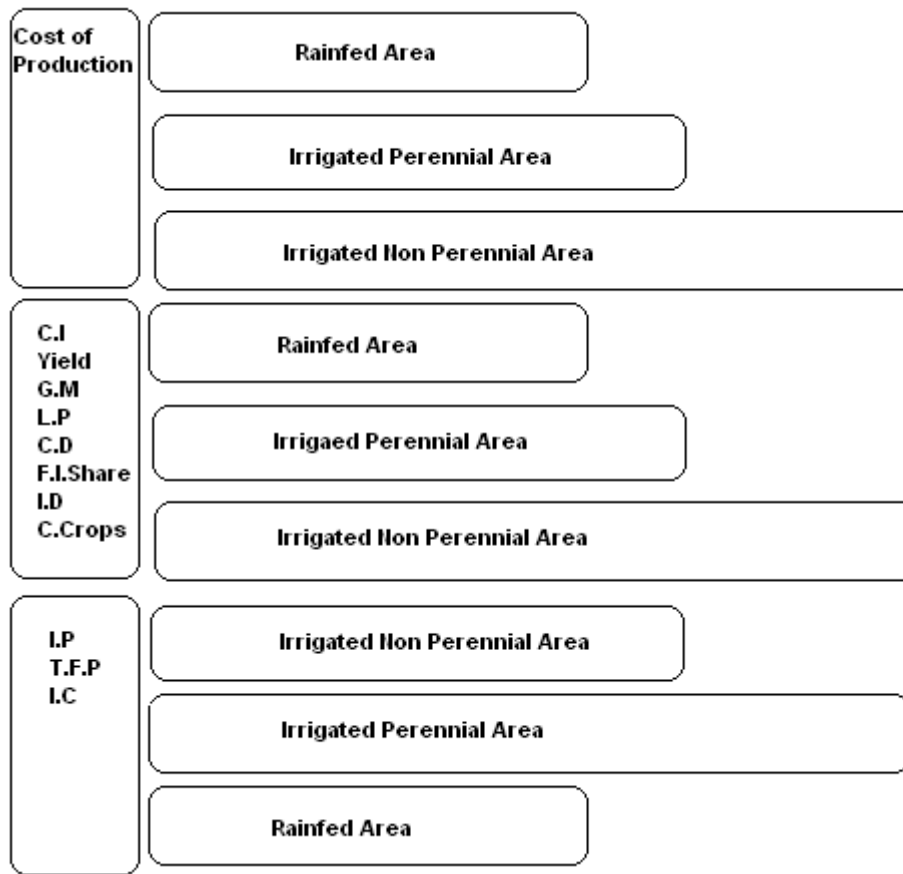 Cost of
Production
Rainfed Area
Irrigated Perennial Area
Irrigated Non Perennial Area
C.I
Yield
G.M
L.P
C.D
F.I.Share
I.D
C.Crops
Rainfed Area
Irrigaed Perennial Area
Irrigated Non Perennial Area
I.P
T.F.P
I.C
Irrigated Non Perennial Area
Irrigated Perennial Area
Rainfed Area